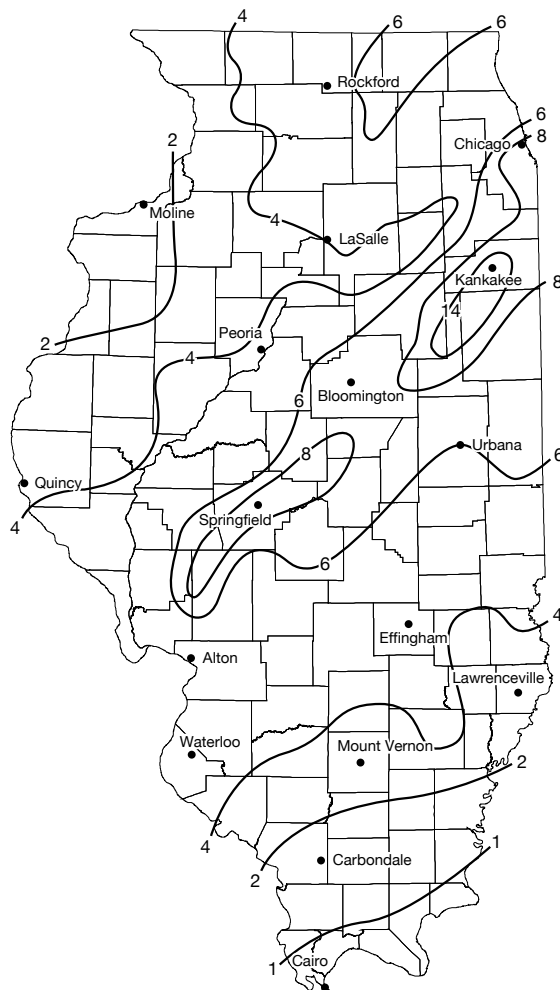 4
6
6
Rockford
6
Chicago
8
2
Moline
4
LaSalle
Kankakee
8
14
Peoria
2
4
Bloomington
6
Urbana
8
6
Quincy
4
Springfield
6
4
Effingham
Alton
Lawrenceville
Waterloo
Mount Vernon
2
4
1
Carbondale
2
Cairo
1